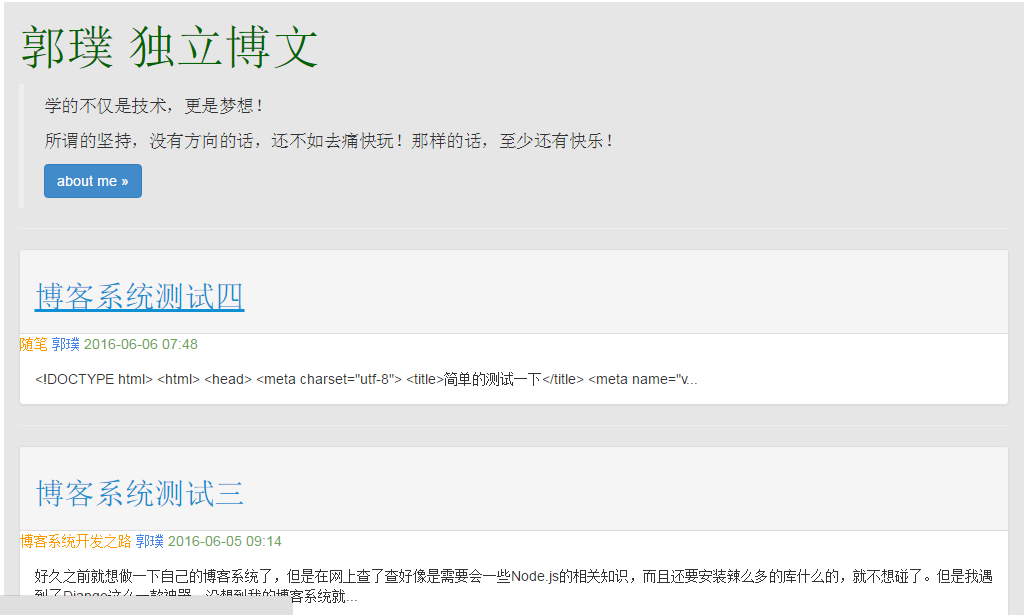 郭璞 独立博文
学的不仅是技术，更是梦想！
所谓的坚持，没有方向的话，还不如去痛快玩！那样的话，至少还有快乐！
about me »
博客系统测试四
随笔 郭璞 2016-06-06 07:48
<!DOCTYPE html> <html> <head> <meta charset="utf-8"> <title>简单的测试一下</title> <meta name="v...
博客系统测试三
博客系统开发之路 郭璞 2016-06-05 09:14
好久之前就想做一下自己的博客系统了，但是在网上查了查好像是需要会一些Node.js的相关知识，而且还要安装辣么多的库什么的，就不想碰了。但是我遇
到了Django这么一款神器，没想到我的博客系统就...